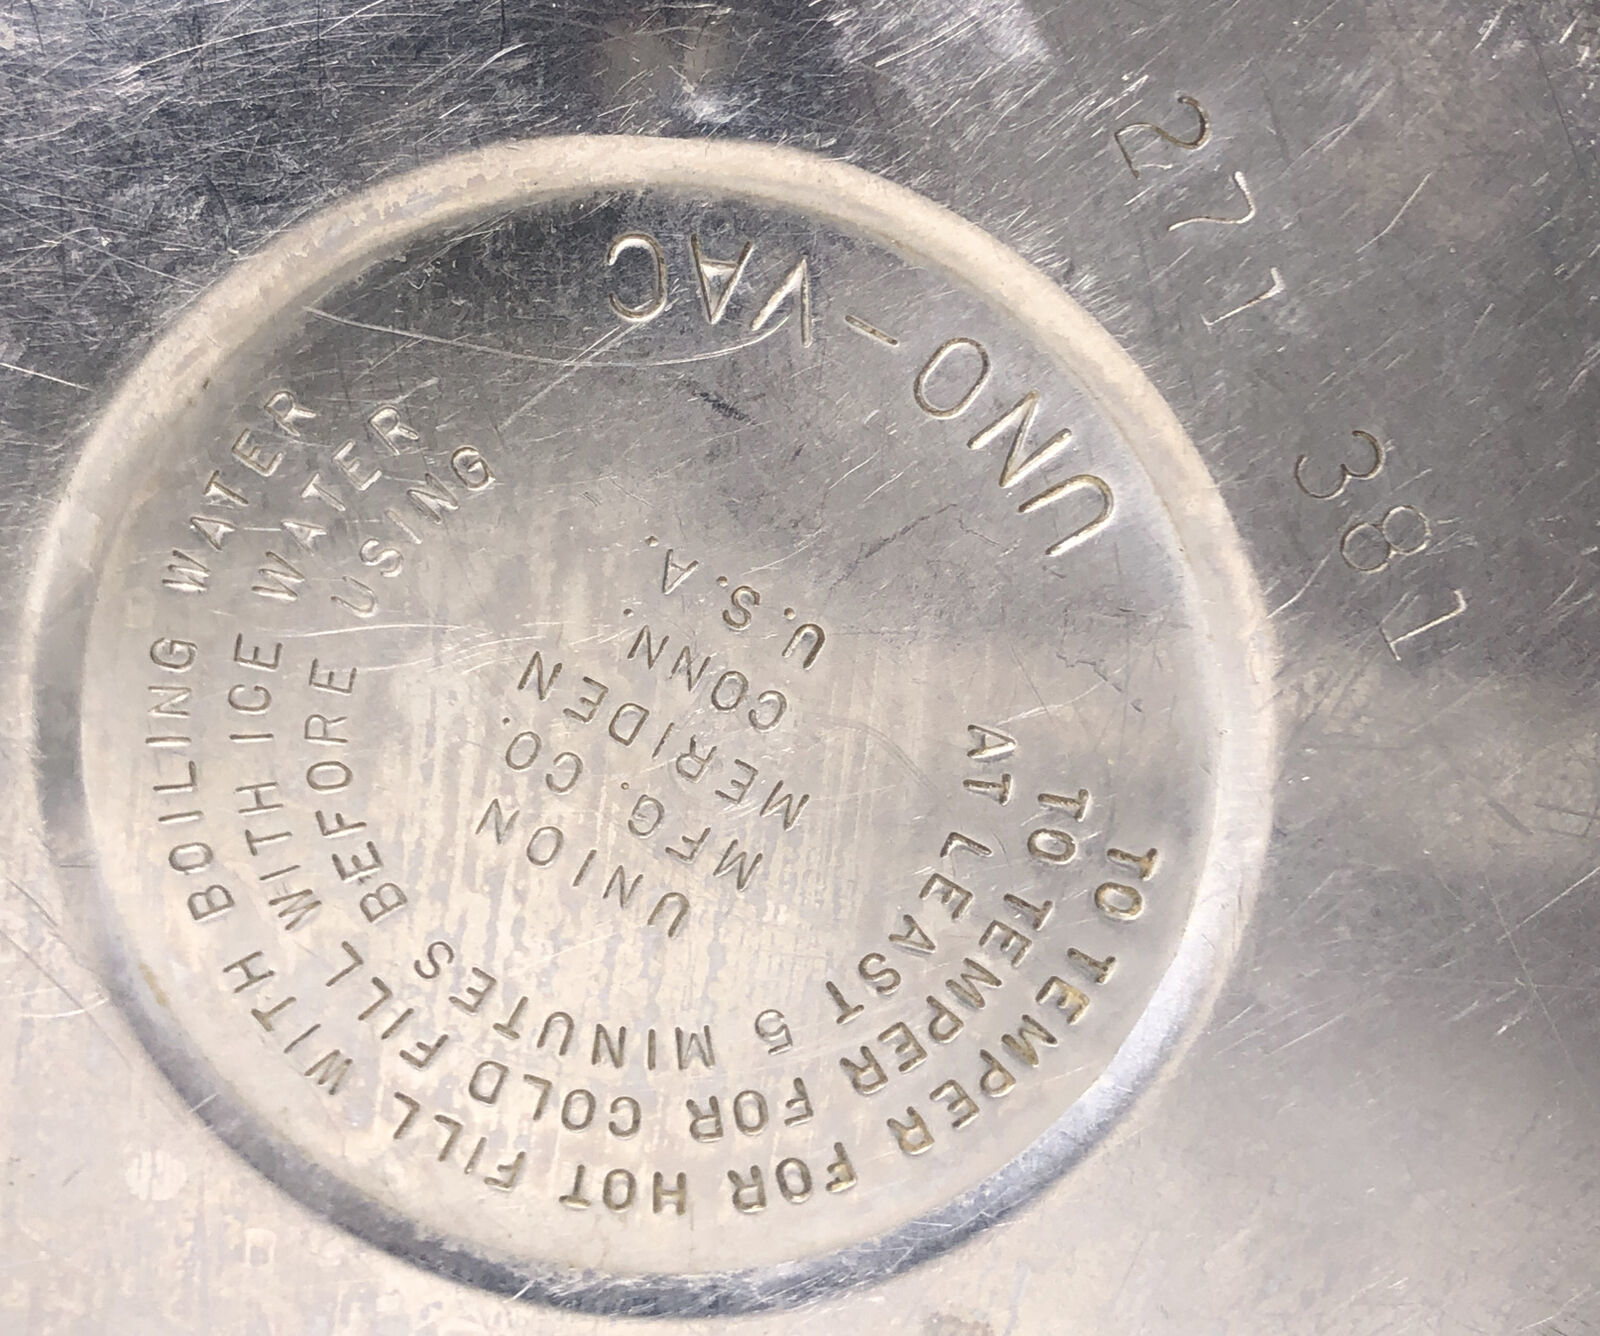 UNO-VAC
UNION
MFG. CO.
MERIDEN
CONN.
U.S.A.
TO TEMPER FOR HOT FILL WITH BOILING WATER
TO TEMPER FOR COLD FILL WITH ICE WATER
AT LEAST 5 MINUTES BEFORE USING
271 381